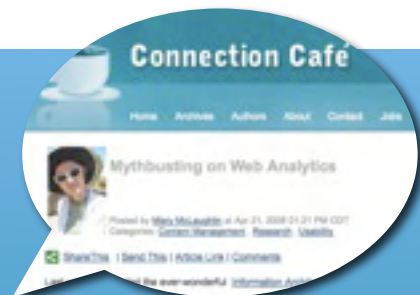 Connection Café
Home Archives Authors About Contact Jobs
Mythbusting on Web Analytics
Posted by Mary McLaughlin at Apr 21, 2008 01:21 PM CDT
Categories: Content Management, Research, Usability
Share This | Send This | Article Link | Comments
the ever-wonderful Information